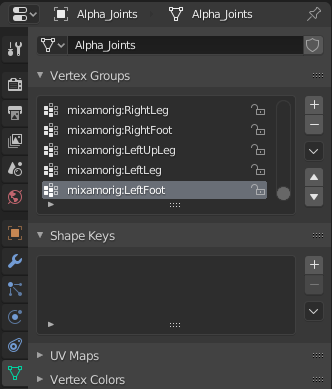 Alpha_Joints Alpha_Joints
Alpha_Joints
Vertex Groups
mixamorig:RightLeg
mixamorig:RightFoot
mixamorig:LeftUpLeg
mixamorig:LeftLeg
mixamorig:LeftFoot
Shape Keys
UV Maps
Vertex Colors